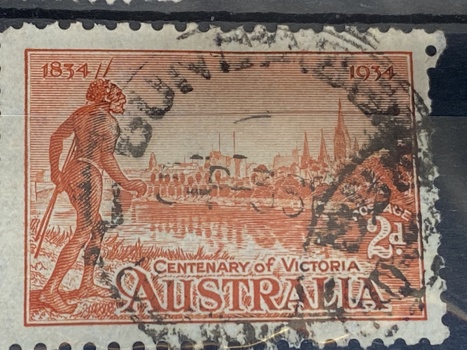 1834 1934
POSTAGE
2d
CENTENARY OF VICTORIA
AUSTRALIA